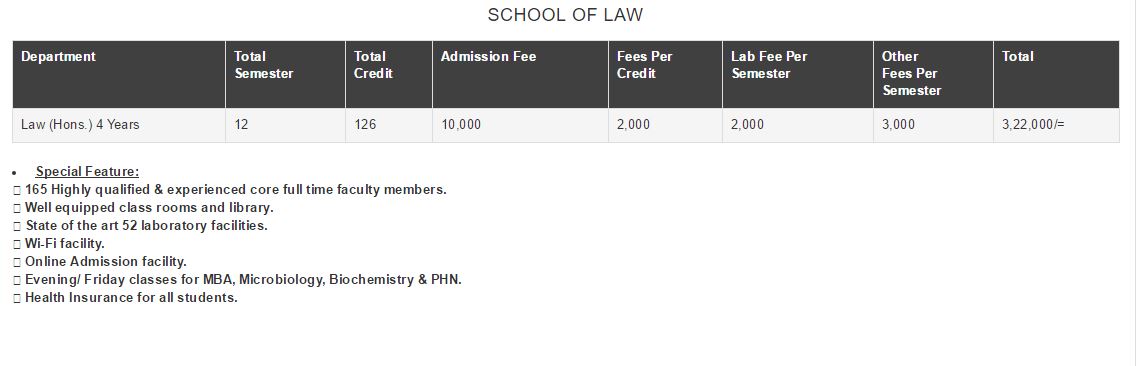 SCHOOL OF LAW
Department Total Semester Total Credit Admission Fee Fees Per Credit Lab Fee Per Semester Other Fees Per Semester Total
Law (Hons.) 4 Years 12 126 10,000 2,000 2,000 3,000 3,22,000/=
• Special Feature:
165 Highly qualified & experienced core full time faculty members.
Well equipped class rooms and library.
State of the art 52 laboratory facilities.
Wi-Fi facility.
Online Admission facility.
Evening/ Friday classes for MBA, Microbiology, Biochemistry & PHN.
Health Insurance for all students.